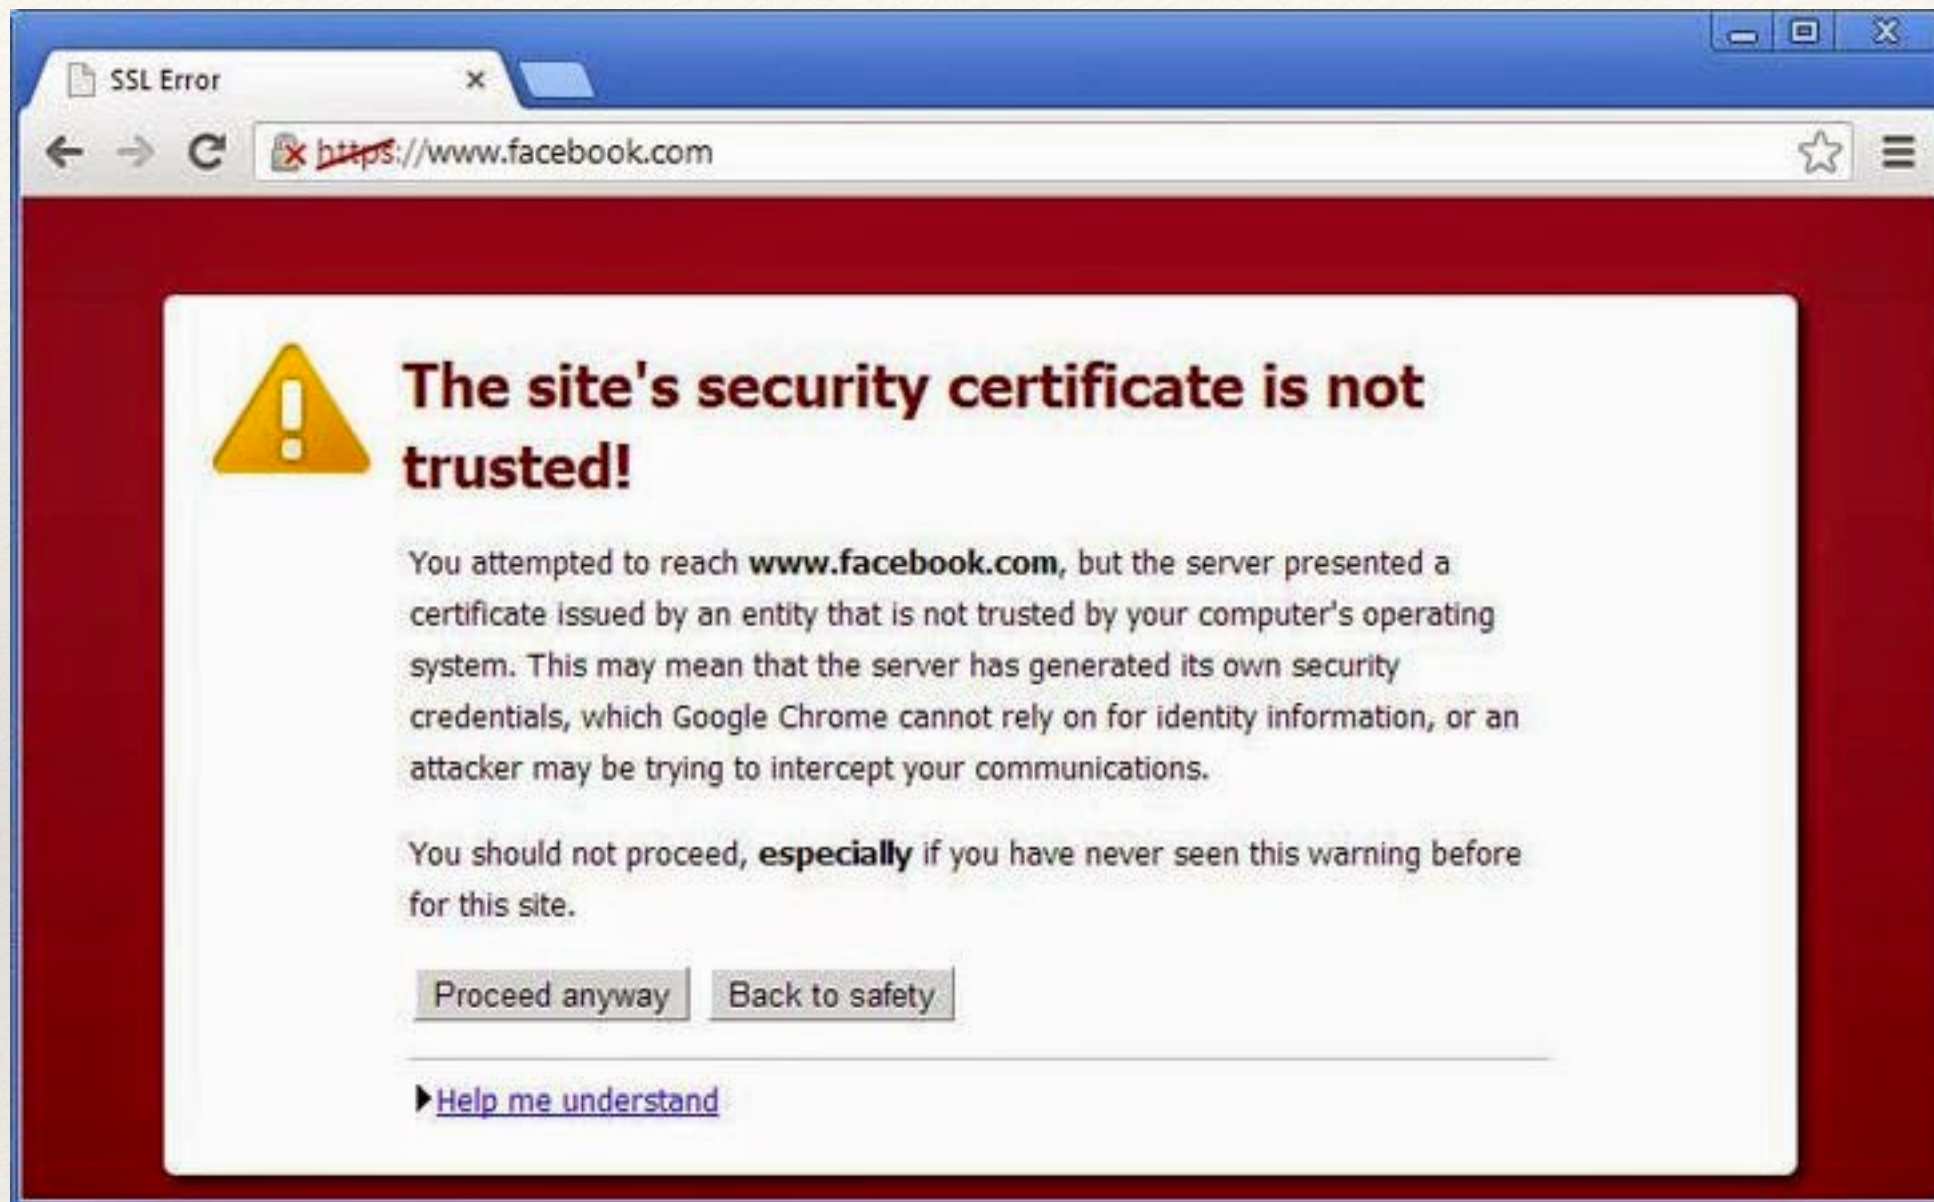 SSL Error
https://www.facebook.com
The site's security certificate is not
trusted!
You attempted to reach www.facebook.com, but the server presented a
certificate issued by an entity that is not trusted by your computer's operating
system. This may mean that the server has generated its own security
credentials, which Google Chrome cannot rely on for identity information, or an
attacker may be trying to intercept your communications.
You should not proceed, especially if you have never seen this warning before
for this site.
Proceed anyway Back to safety
Help me understand